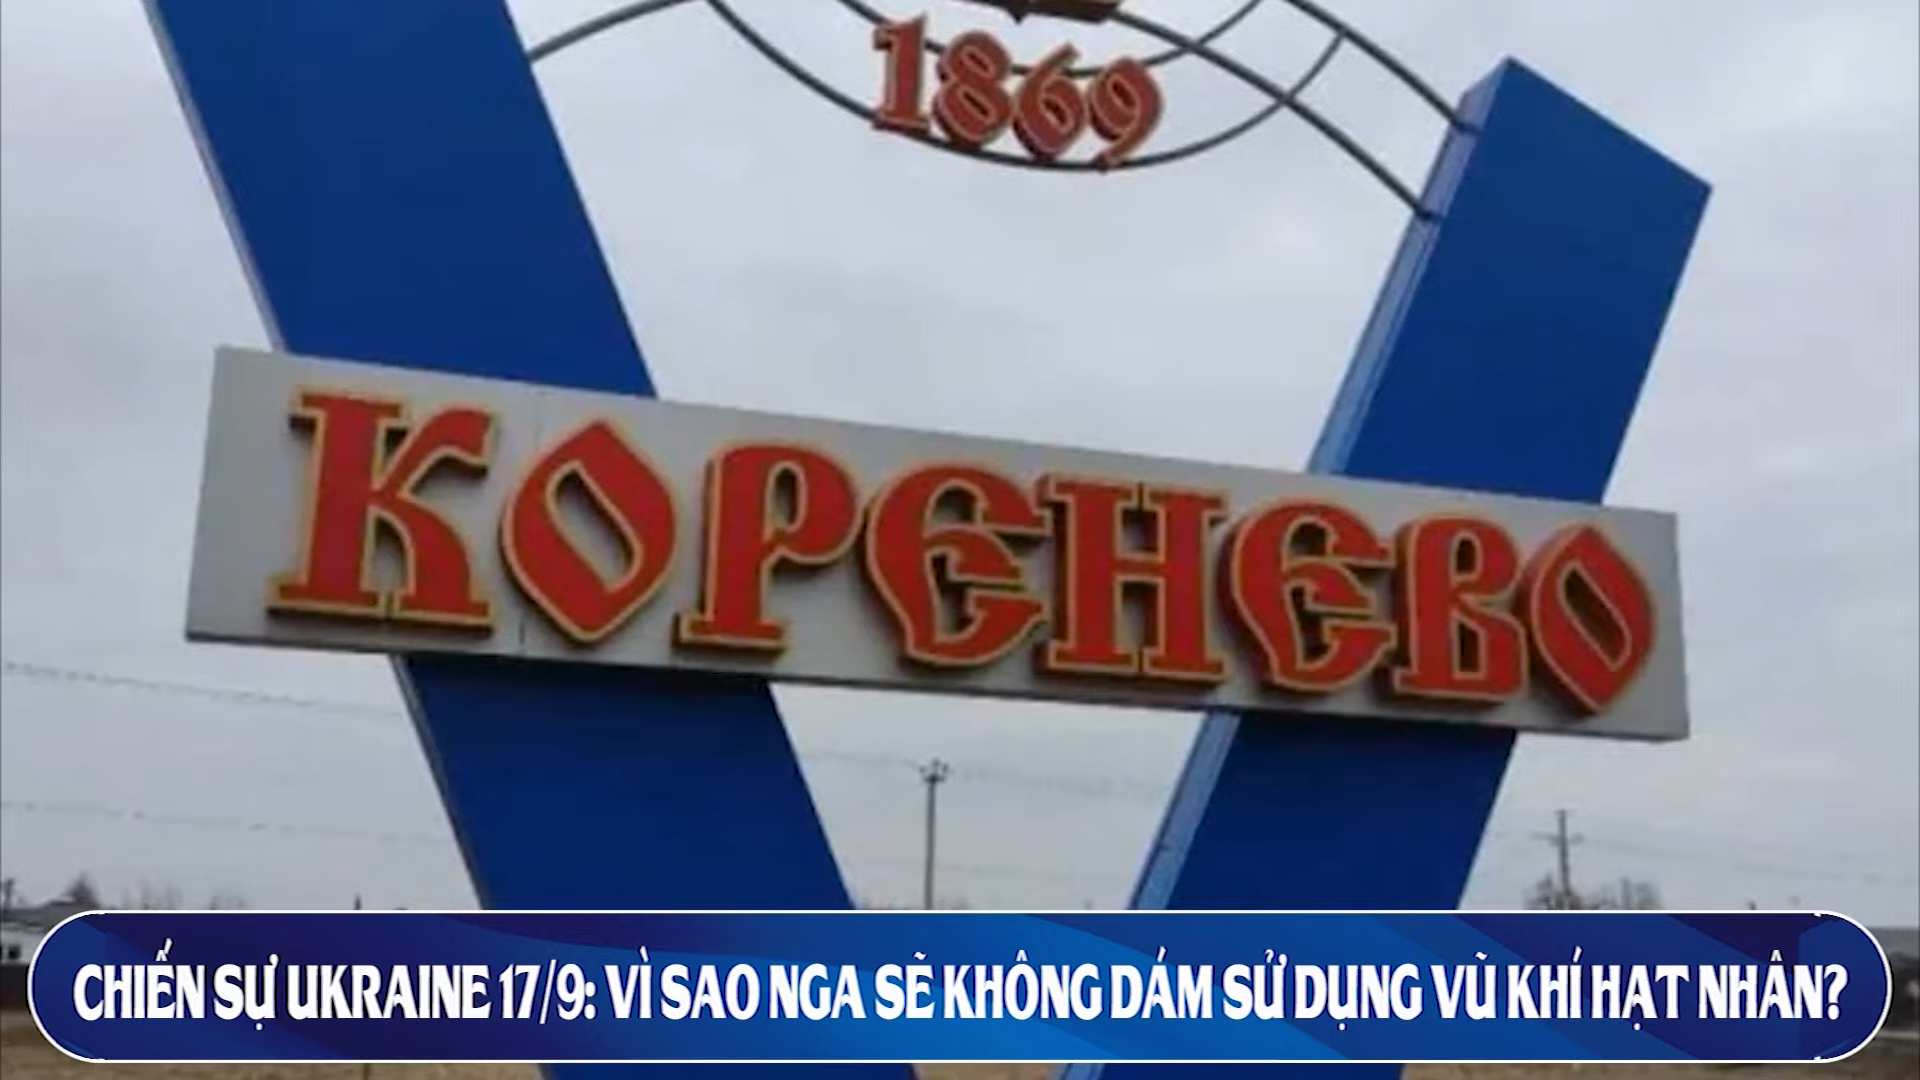 1869
КОРЕНЕВО
CHIẾN SỰ UKRAINE 17/9: VÌ SAO NGA SẼ KHÔNG DÁM SỬ DỤNG VŨ KHÍ HẠT NHÂN?